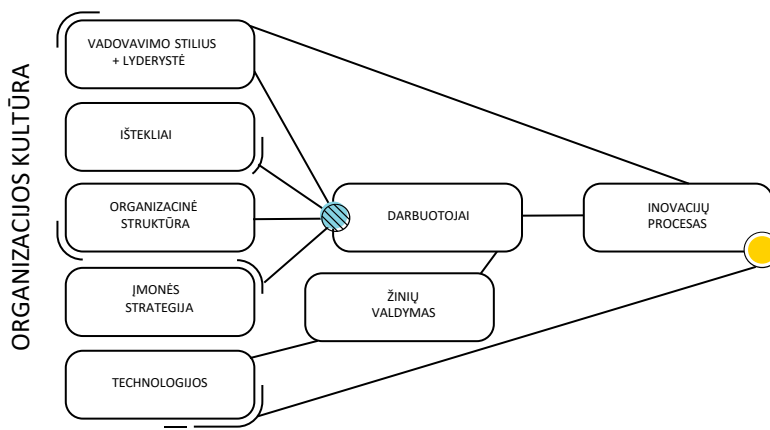 ORGANIZACIJOS KULTŪRA
VADOVAVIMO STILIUS
+ LYDERYSTĖ
IŠTEKLIAI
ORGANIZACINĖ
STRUKTŪRA
ĮMONĖS
STRATEGIJA
TECHNOLOGIJOS
DARBUOTOJAI
ŽINIŲ
VALDYMAS
INOVACIJŲ
PROCESAS